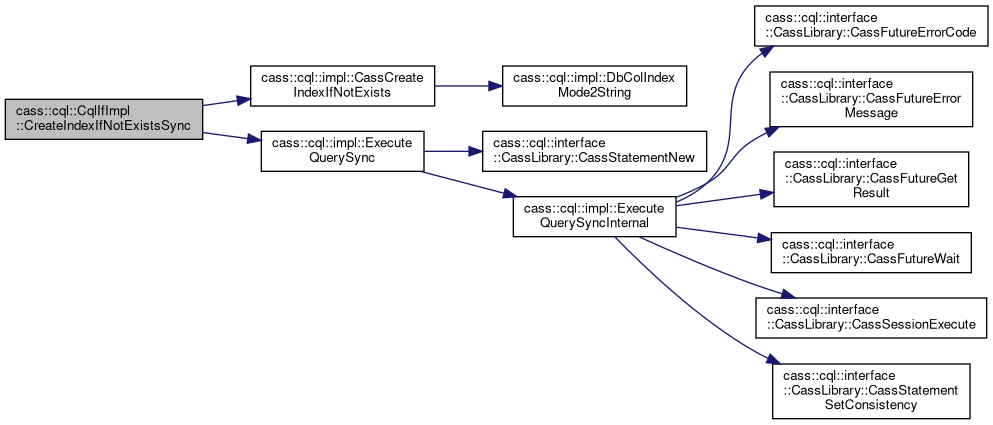 cass::cql::CqlIfImpl
::CreateIndexIfNotExistsSync
cass::cql::impl::CassCreate
IndexIfNotExists
cass::cql::impl::DbColIndex
Mode2String
cass::cql::impl::Execute
QuerySync
cass::cql::interface
::CassLibrary::CassStatementNew
cass::cql::impl::Execute
QuerySyncInternal
cass::cql::interface
::CassLibrary::CassFutureErrorCode
cass::cql::interface
::CassLibrary::CassFutureError
Message
cass::cql::interface
::CassLibrary::CassFutureGet
Result
cass::cql::interface
::CassLibrary::CassFutureWait
cass::cql::interface
::CassLibrary::CassSessionExecute
cass::cql::interface
::CassLibrary::CassStatement
SetConsistency